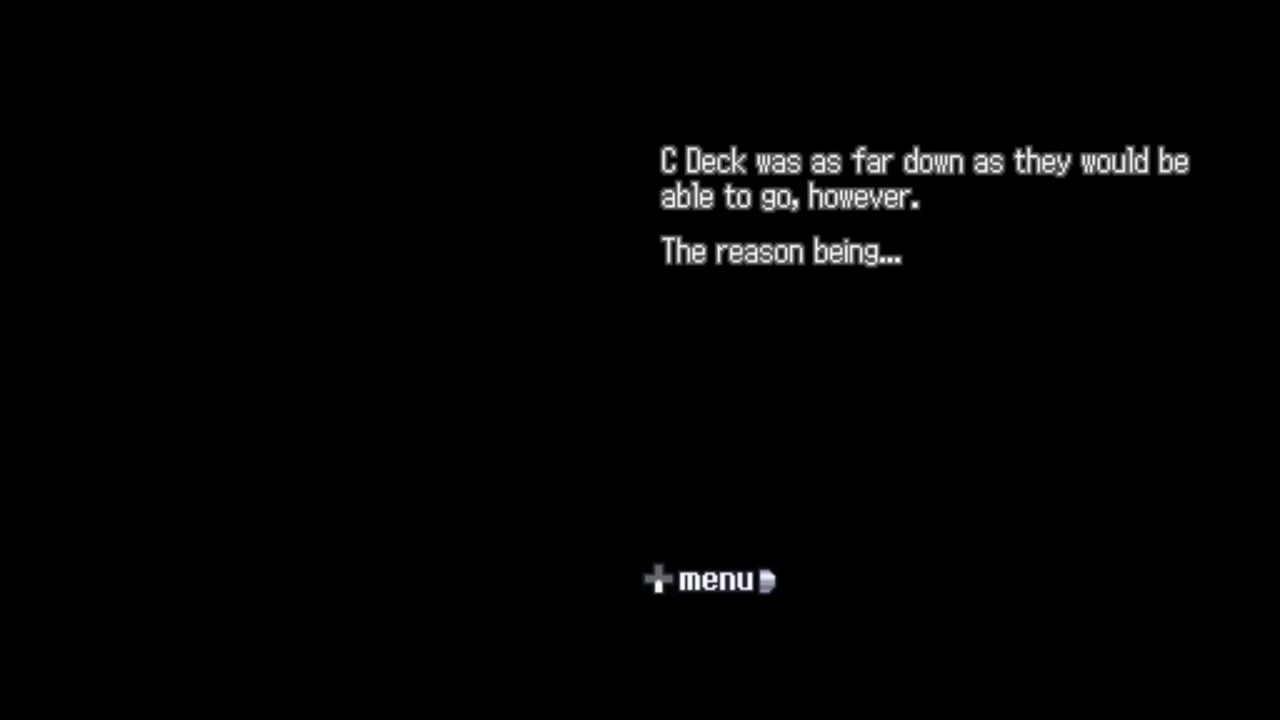 C Deck was as far down as they would be
able to go, however.
The reason being...
menu